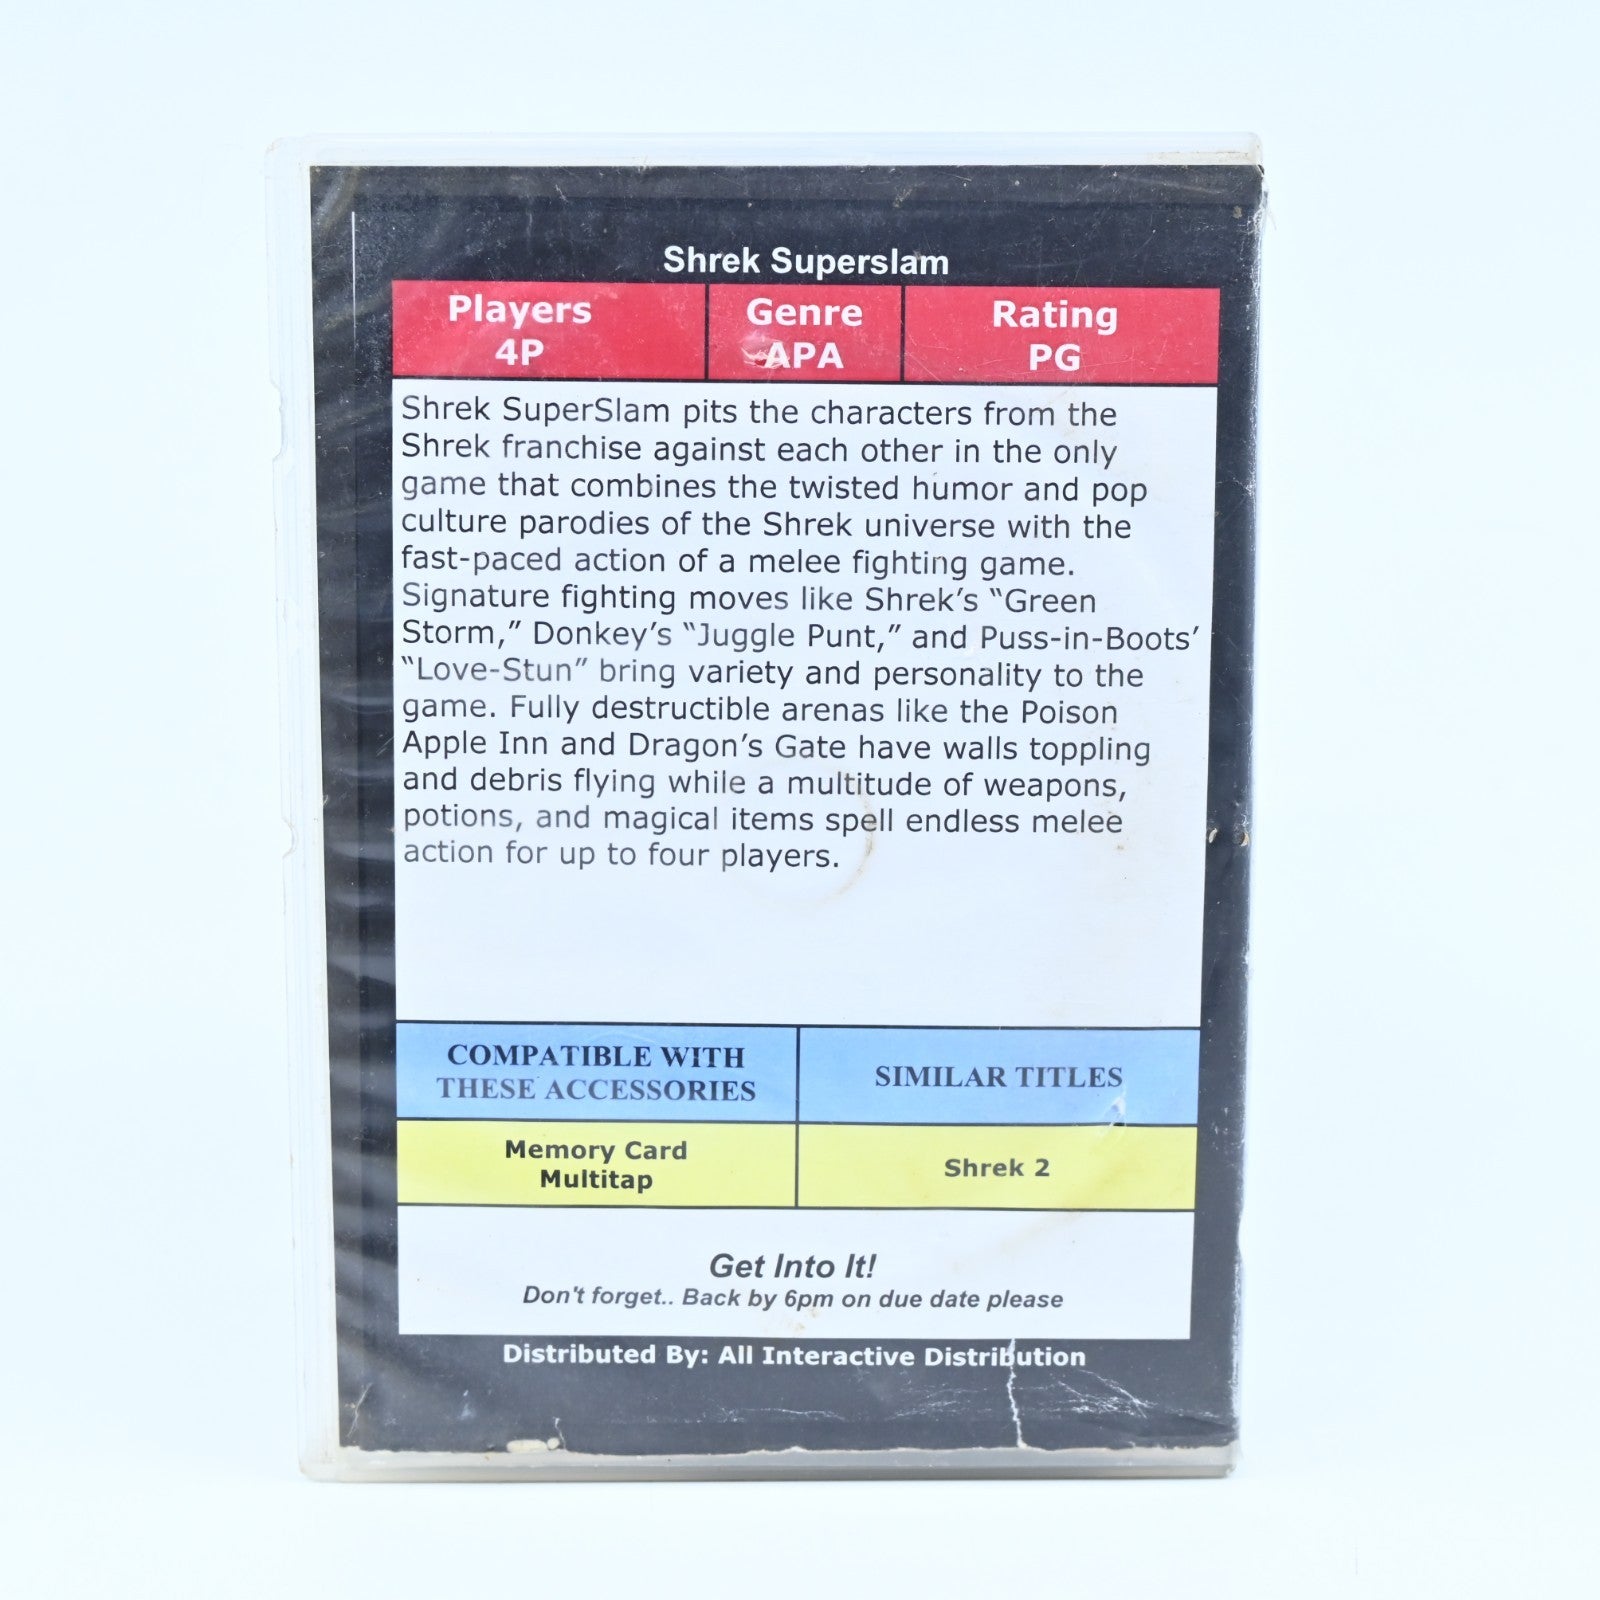 Shrek Superslam
Players Genre Rating
4P APA PG
Shrek SuperSlam pits the characters from the
Shrek franchise against each other in the only
game that combines the twisted humor and pop
culture parodies of the Shrek universe with the
fast-paced action of a melee fighting game.
Signature fighting moves like Shrek’s “Green
Storm,” Donkey’s “Juggle Punt,” and Puss-in-Boots’
“Love-Stun” bring variety and personality to the
game. Fully destructible arenas like the Poison
Apple Inn and Dragon’s Gate have walls toppling
and debris flying while a multitude of weapons,
potions, and magical items spell endless melee
action for up to four players.
COMPATIBLE WITH
THESE ACCESSORIES
SIMILAR TITLES
Memory Card
Multitap
Shrek 2
Get Into It!
Don't forget.. Back by 6pm on due date please
Distributed By: All Interactive Distribution